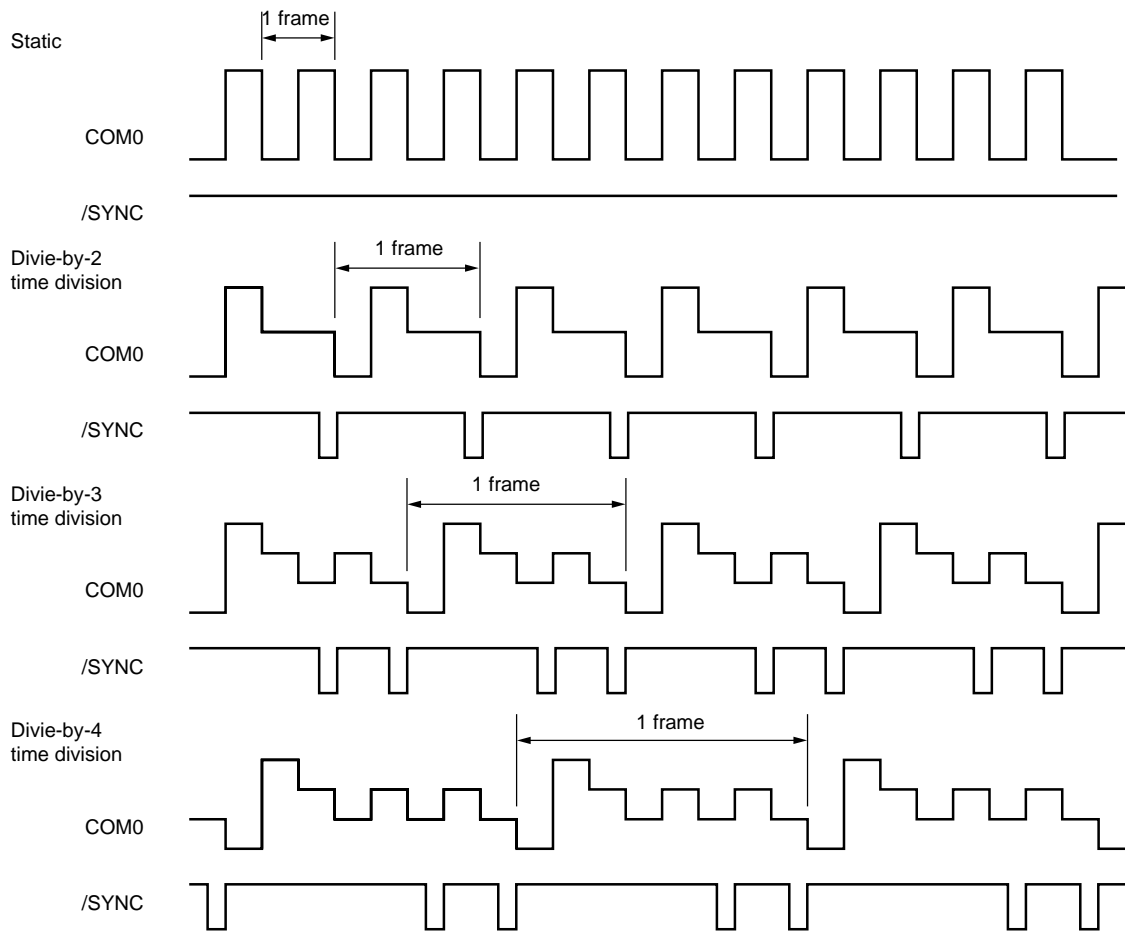 1 frame
Static
COM0
/SYNC
Divie-by-2
time division
1 frame
COM0
/SYNC
Divie-by-3
time division
1 frame
COM0
/SYNC
Divie-by-4
time division
1 frame
COM0
/SYNC